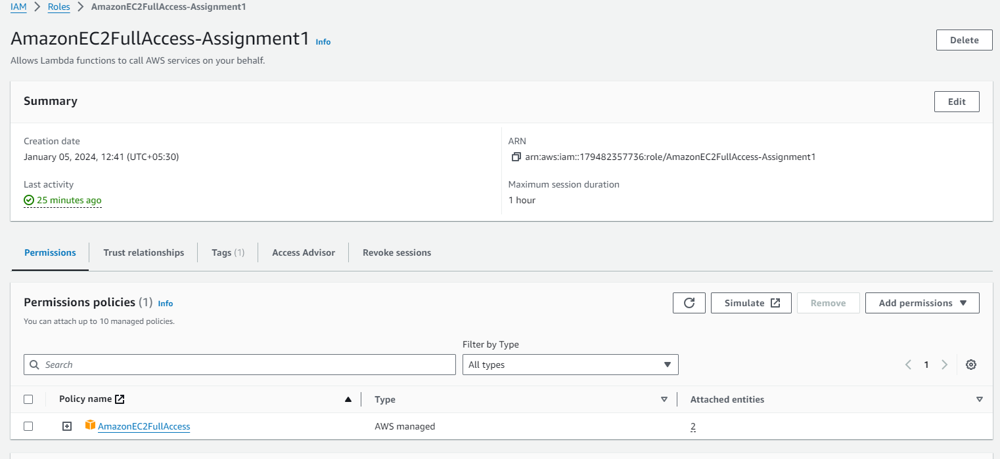 IAM > Roles > AmazonEC2FullAccess-Assignment1
AmazonEC2FullAccess-Assignment1 Info
Delete
Allows Lambda functions to call AWS services on your behalf.
Summary
Edit
Creation date
January 05, 2024, 12:41 (UTC+05:30)
ARN
arn:aws:iam::179482357736:role/AmazonEC2FullAccess-Assignment1
Last activity
25 minutes ago
Maximum session duration
1 hour
Permissions
Trust relationships
Tags (1)
Access Advisor
Revoke sessions
Permissions policies (1) Info
Simulate
Remove
Add permissions
You can attach up to 10 managed policies.
Filter by Type
Search
All types
1
Policy name
Type
Attached entities
AmazonEC2FullAccess
AWS managed
2